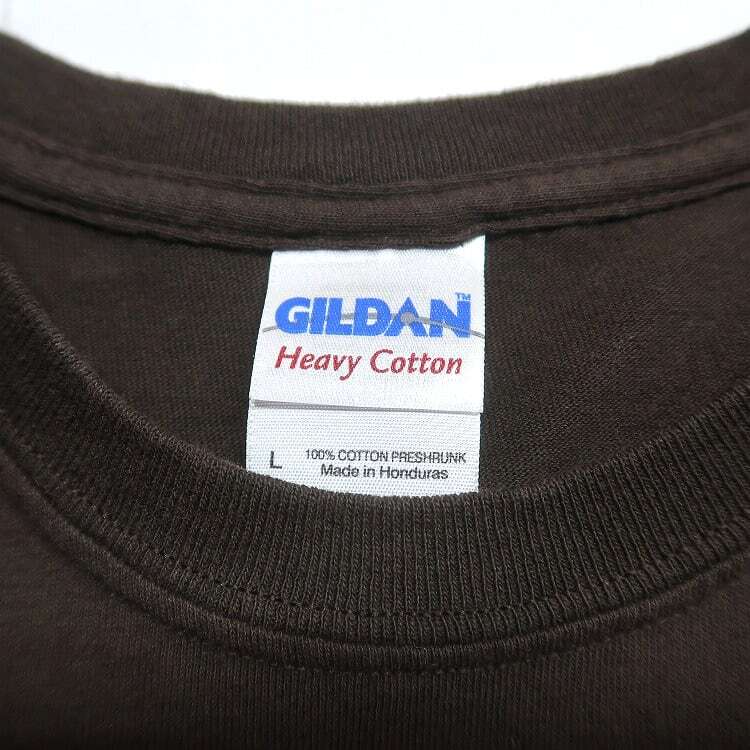 GILDAN™
Heavy Cotton
L 100% COTTON PRESHRUNK
Made in Honduras